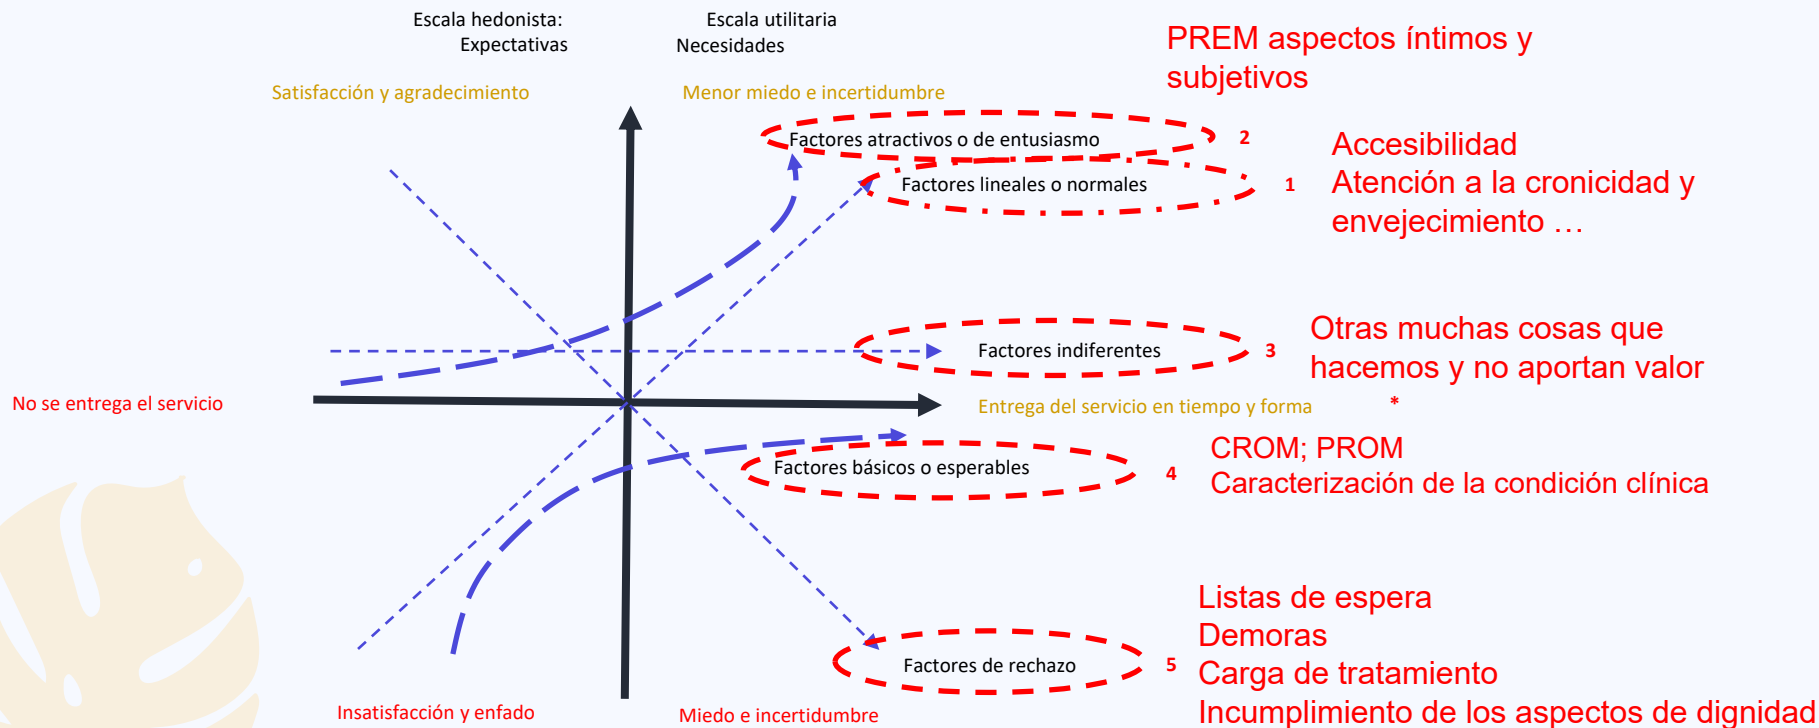 Escala hedonista:
Expectativas
Escala utilitaria
Necesidades
PREM aspectos íntimos y
subjetivos
Satisfacción y agradecimiento
Menor miedo e incertidumbre
Factores atractivos o de entusiasmo
2
Factores lineales o normales
1
Accesibilidad
Atención a la cronicidad y
envejecimiento …
Factores indiferentes
3
Otras muchas cosas que
hacemos y no aportan valor
No se entrega el servicio
Entrega del servicio en tiempo y forma
*
Factores básicos o esperables
4
CROM; PROM
Caracterización de la condición clínica
Factores de rechazo
5
Listas de espera
Demoras
Carga de tratamiento
Incumplimiento de los aspectos de dignidad
Insatisfacción y enfado
Miedo e incertidumbre